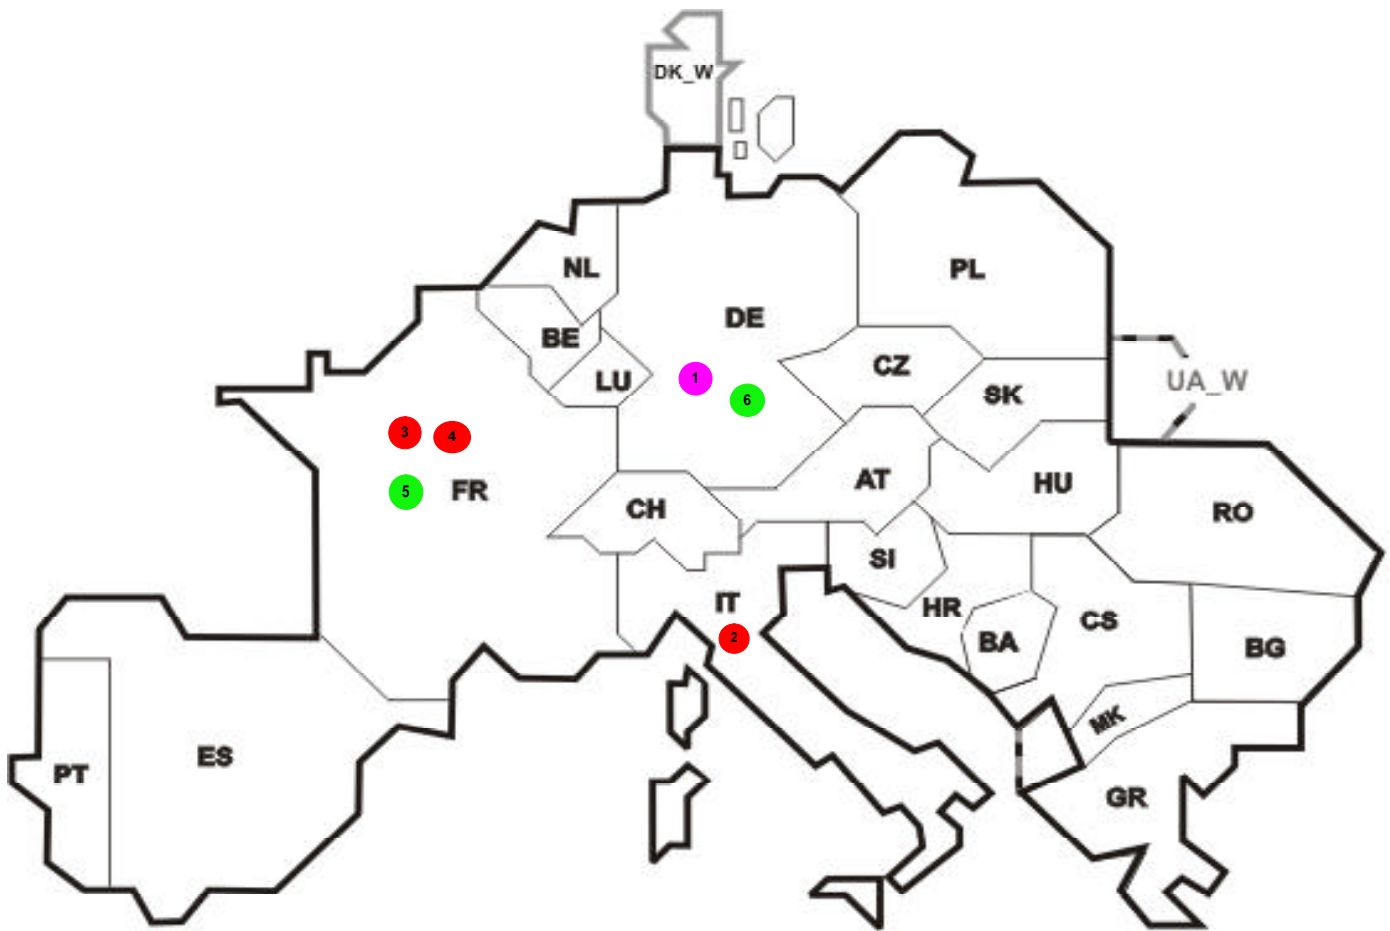 DK_W
NL
PL
DE
BE
CZ
UA_W
LU
1
SK
6
3
4
AT
HU
5
FR
CH
RO
SI
IT
HR
CS
2
BA
BG
MK
ES
PT
GR